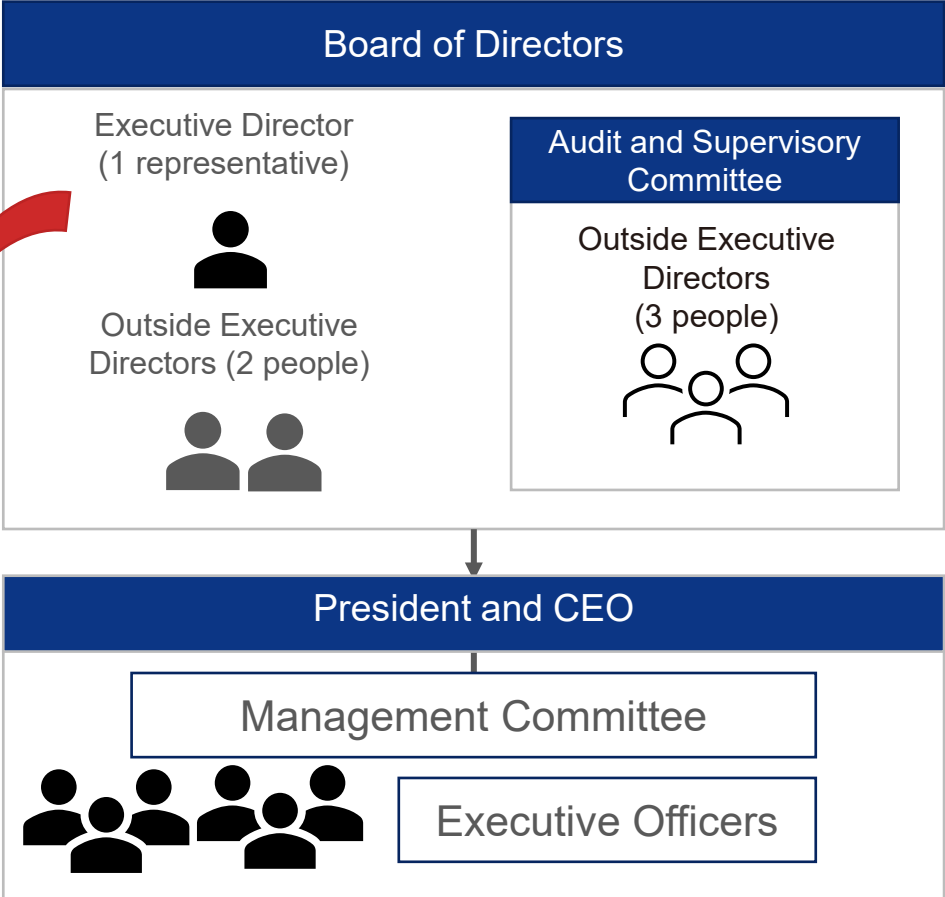 Board of Directors
Executive Director
(1 representative)
Outside Executive
Directors (2 people)
Audit and Supervisory
Committee
Outside Executive
Directors
(3 people)
President and CEO
Management Committee
Executive Officers